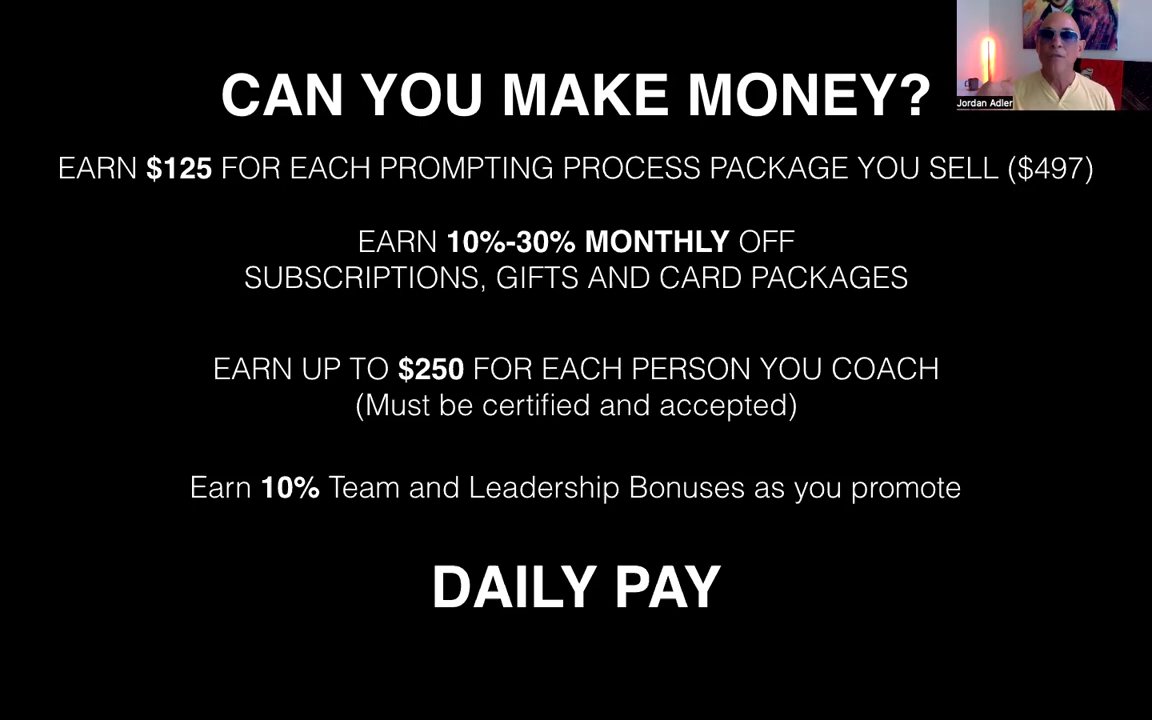 CAN YOU MAKE MONEY?
Jordan Adler
EARN $125 FOR EACH PROMPTING PROCESS PACKAGE YOU SELL ($497)
EARN 10%-30% MONTHLY OFF
SUBSCRIPTIONS, GIFTS AND CARD PACKAGES
EARN UP TO $250 FOR EACH PERSON YOU COACH
(Must be certified and accepted)
Earn 10% Team and Leadership Bonuses as you promote
DAILY PAY